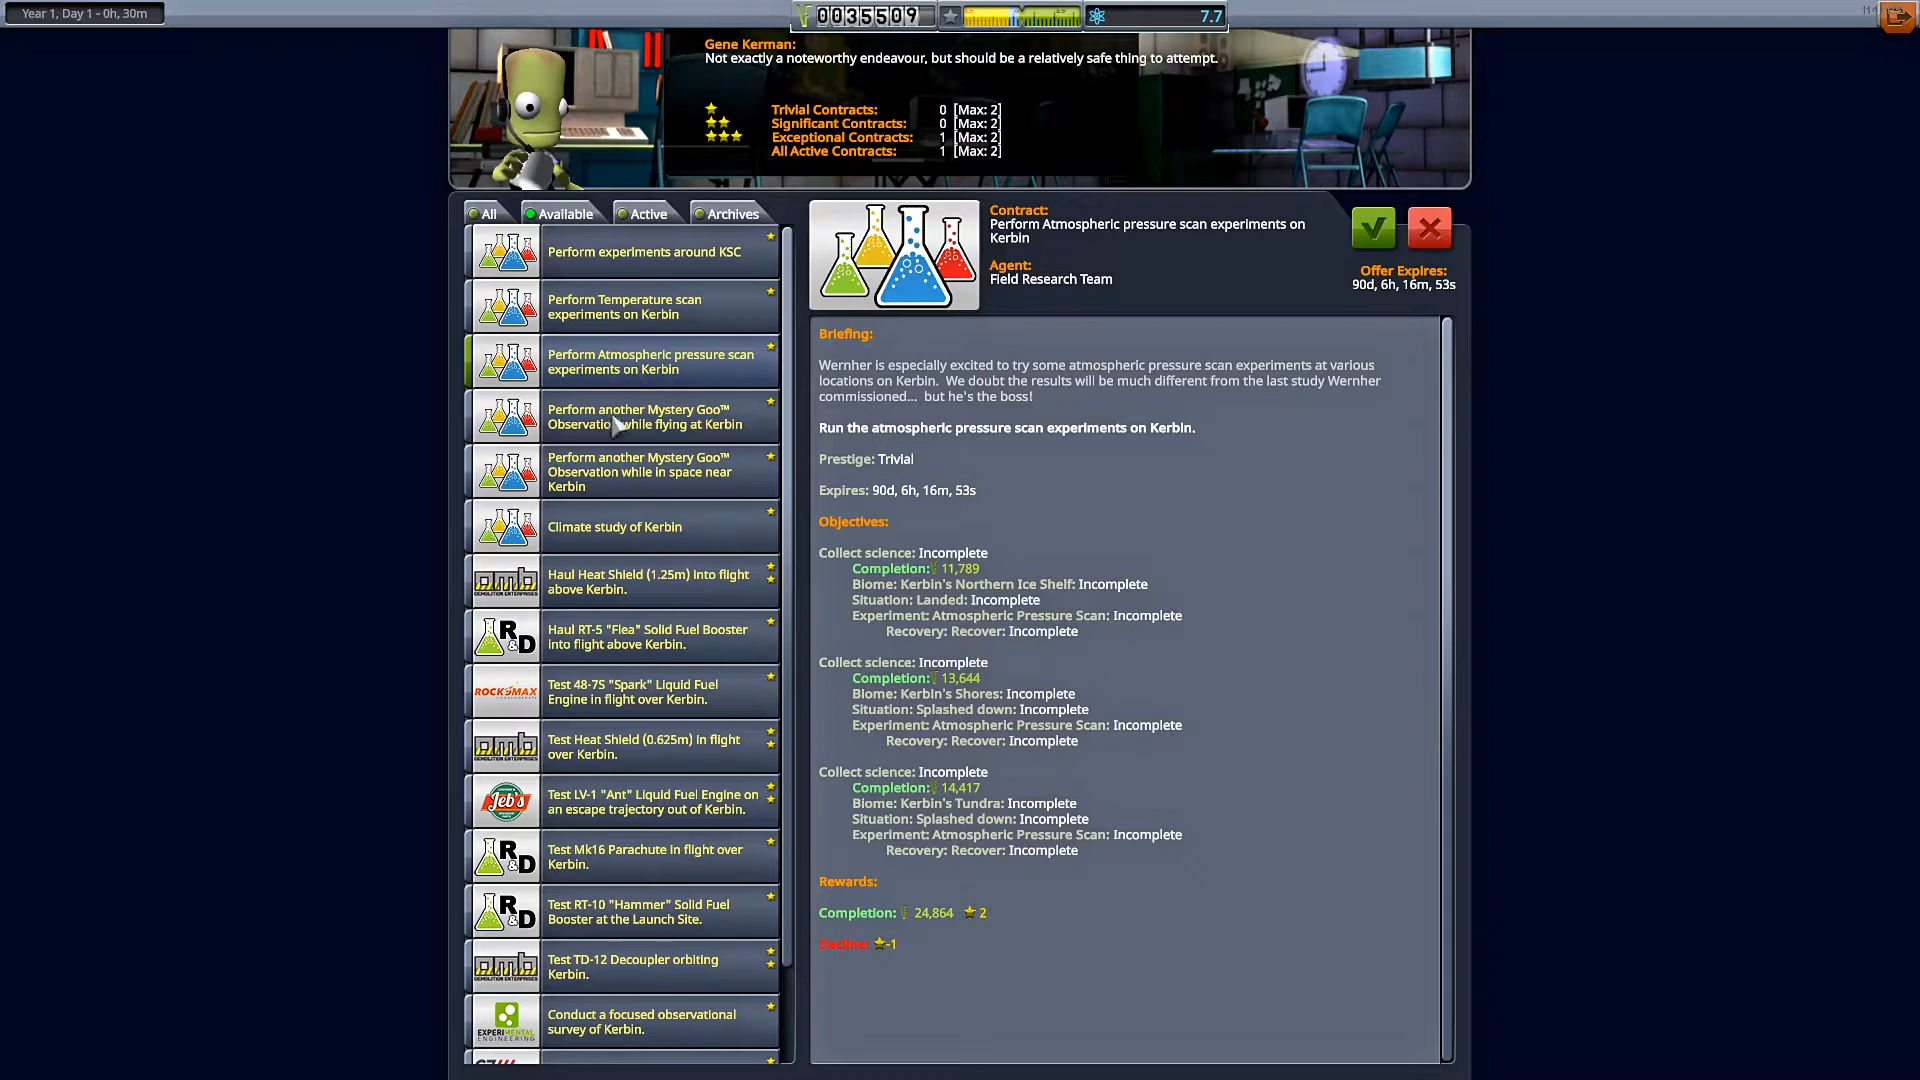 Year 1, Day 1 - 0h, 30m
0035509
7.7
Gene Kerman:
Not exactly a noteworthy endeavour, but should be a relatively safe thing to attempt.
Trivial Contracts: 0 [Max: 2]
Significant Contracts: 0 [Max: 2]
Exceptional Contracts: 1 [Max: 2]
All Active Contracts: 1 [Max: 2]
All
Available
Active
Archives
Perform experiments around KSC
Perform Temperature scan
experiments on Kerbin
Perform Atmospheric pressure scan
experiments on Kerbin
Perform another Mystery Goo™
Observation while flying at Kerbin
Perform another Mystery Goo™
Observation while in space near
Kerbin
Climate study of Kerbin
DEMOLITION ENTERPRISES
Haul Heat Shield (1.25m) into flight
above Kerbin.
R&D
Haul RT-5 "Flea" Solid Fuel Booster
into flight above Kerbin.
ROCKOMAX
Test 48-7S "Spark" Liquid Fuel
Engine in flight over Kerbin.
DEMOLITION ENTERPRISES
Test Heat Shield (0.625m) in flight
over Kerbin.
Jeb's
Test LV-1 "Ant" Liquid Fuel Engine on
an escape trajectory out of Kerbin.
R&D
Test Mk16 Parachute in flight over
Kerbin.
R&D
Test RT-10 "Hammer" Solid Fuel
Booster at the Launch Site.
DEMOLITION ENTERPRISES
Test TD-12 Decoupler orbiting
Kerbin.
EXPERIMENTAL
ENGINEERING
Conduct a focused observational
survey of Kerbin.
Contract:
Perform Atmospheric pressure scan experiments on
Kerbin
Agent:
Field Research Team
Offer Expires:
90d, 6h, 16m, 53s
Briefing:
Wernher is especially excited to try some atmospheric pressure scan experiments at various
locations on Kerbin. We doubt the results will be much different from the last study Wernher
commissioned... but he's the boss!
Run the atmospheric pressure scan experiments on Kerbin.
Prestige: Trivial
Expires: 90d, 6h, 16m, 53s
Objectives:
Collect science: Incomplete
Completion: 11,789
Biome: Kerbin's Northern Ice Shelf: Incomplete
Situation: Landed: Incomplete
Experiment: Atmospheric Pressure Scan: Incomplete
Recovery: Recover: Incomplete
Collect science: Incomplete
Completion: 13,644
Biome: Kerbin's Shores: Incomplete
Situation: Splashed down: Incomplete
Experiment: Atmospheric Pressure Scan: Incomplete
Recovery: Recover: Incomplete
Collect science: Incomplete
Completion: 14,417
Biome: Kerbin's Tundra: Incomplete
Situation: Splashed down: Incomplete
Experiment: Atmospheric Pressure Scan: Incomplete
Recovery: Recover: Incomplete
Rewards:
Completion: 24,864 2
Decline: -1